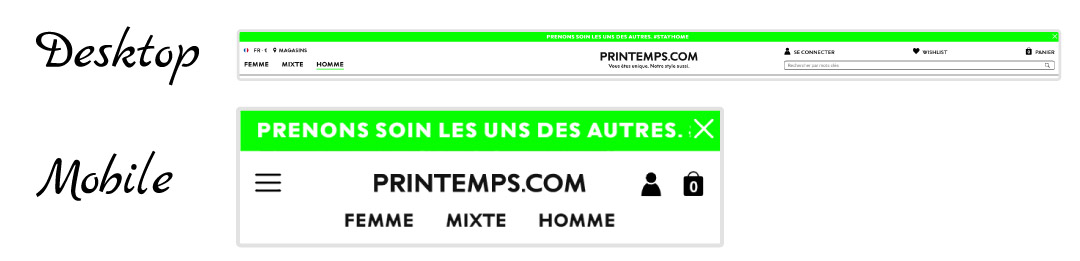 Desktop
PRENONS SOIN LES UNS DES AUTRES. #STAYHOME
FR - € MAGASINS
FEMME MIXTE HOMME
PRINTEMPS.COM
Vous êtes unique. Notre style aussi.
SE CONNECTER
WISHLIST
PANIER
Rechercher par mots clés
Mobile
PRENONS SOIN LES UNS DES AUTRES.
PRINTEMPS.COM
0
FEMME MIXTE HOMME